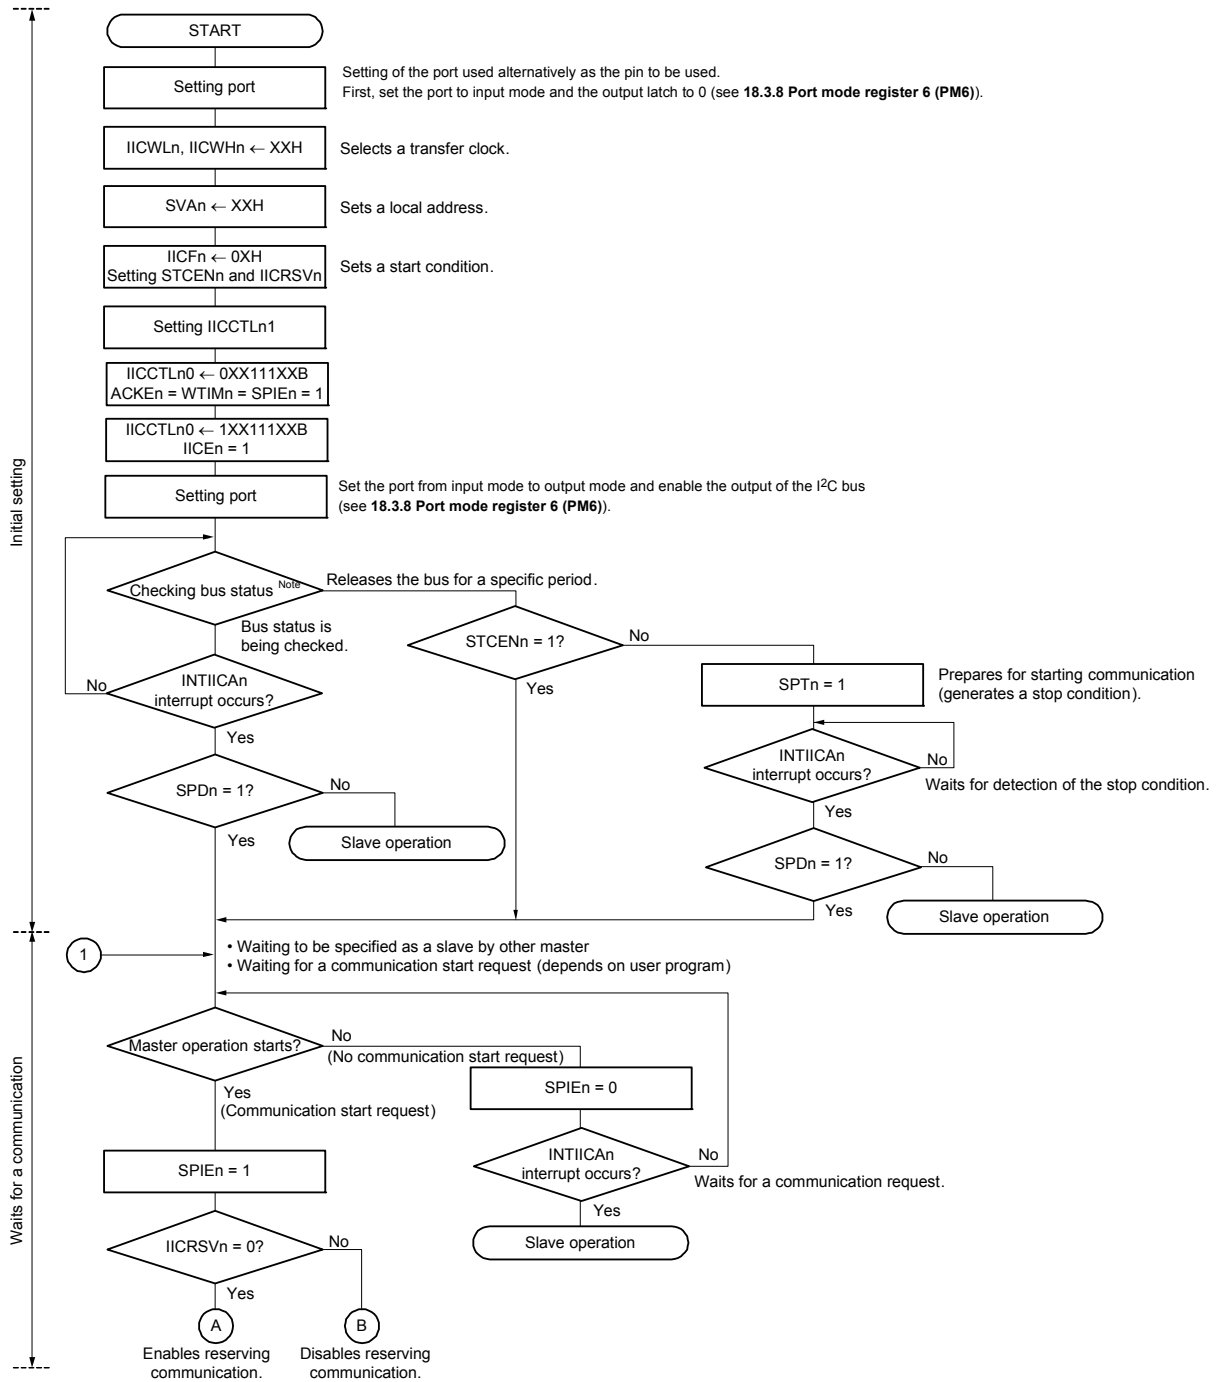 START
Setting port
Setting of the port used alternatively as the pin to be used.
First, set the port to input mode and the output latch to 0 (see 18.3.8 Port mode register 6 (PM6)).
IICWLn, IICWHn ← XXH
Selects a transfer clock.
SVAn ← XXH
Sets a local address.
IICFn ← 0XH
Setting STCENn and IICRSVn
Sets a start condition.
Setting IICCTLn1
IICCTLn0 ← 0XX111XXB
ACKEn = WTIMn = SPIEn = 1
IICCTLn0 ← 1XX111XXB
IICEn = 1
Setting port
Set the port from input mode to output mode and enable the output of the I2C bus
(see 18.3.8 Port mode register 6 (PM6)).
Initial setting
Checking bus status Note
Releases the bus for a specific period.
Bus status is
being checked.
STCENn = 1?
No
Yes
INTIICAn
interrupt occurs?
No
Yes
SPTn = 1
Prepares for starting communication
(generates a stop condition).
INTIICAn
interrupt occurs?
No
Waits for detection of the stop condition.
Yes
SPDn = 1?
No
Yes
Slave operation
SPDn = 1?
No
Yes
Slave operation
1
• Waiting to be specified as a slave by other master
• Waiting for a communication start request (depends on user program)
Waits for a communication
Master operation starts?
No
(No communication start request)
Yes
(Communication start request)
SPIEn = 0
INTIICAn
interrupt occurs?
No
Waits for a communication request.
Yes
Slave operation
SPIEn = 1
IICRSVn = 0?
No
Yes
A
B
Enables reserving
communication.
Disables reserving
communication.